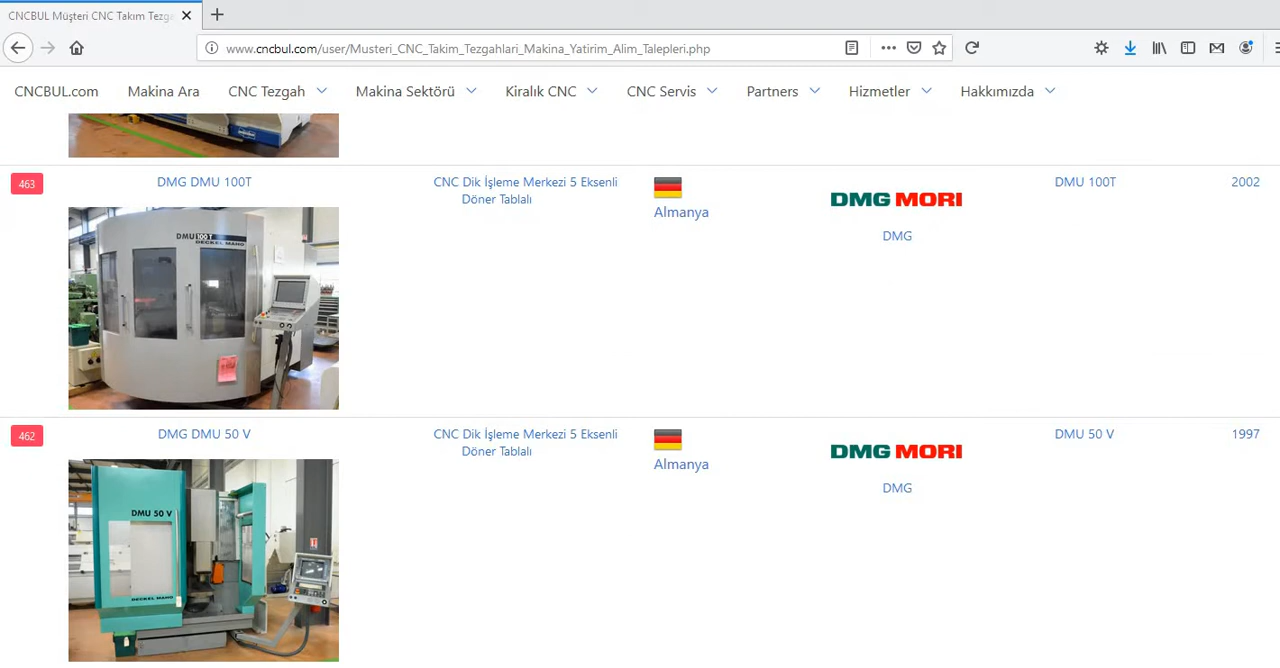 CNCBUL Müşteri CNC Takım Tezga
www.cncbul.com/user/Musteri_CNC_Takim_Tezgahlari_Makina_Yatirim_Alim_Talepleri.php
CNCBUL.com Makina Ara CNC Tezgah Makina Sektörü Kiralık CNC CNC Servis Partners Hizmetler Hakkımızda
463 DMG DMU 100T CNC Dik İşleme Merkezi 5 Eksenli DMU 100T 2002
Döner Tablalı
DMG MORI
Almanya
DMG
DMU 100T
DECKEL MAHO
462 DMG DMU 50 V CNC Dik İşleme Merkezi 5 Eksenli DMU 50 V 1997
Döner Tablalı
DMG MORI
Almanya
DMG
DMU 50 V
DECKEL MAHO